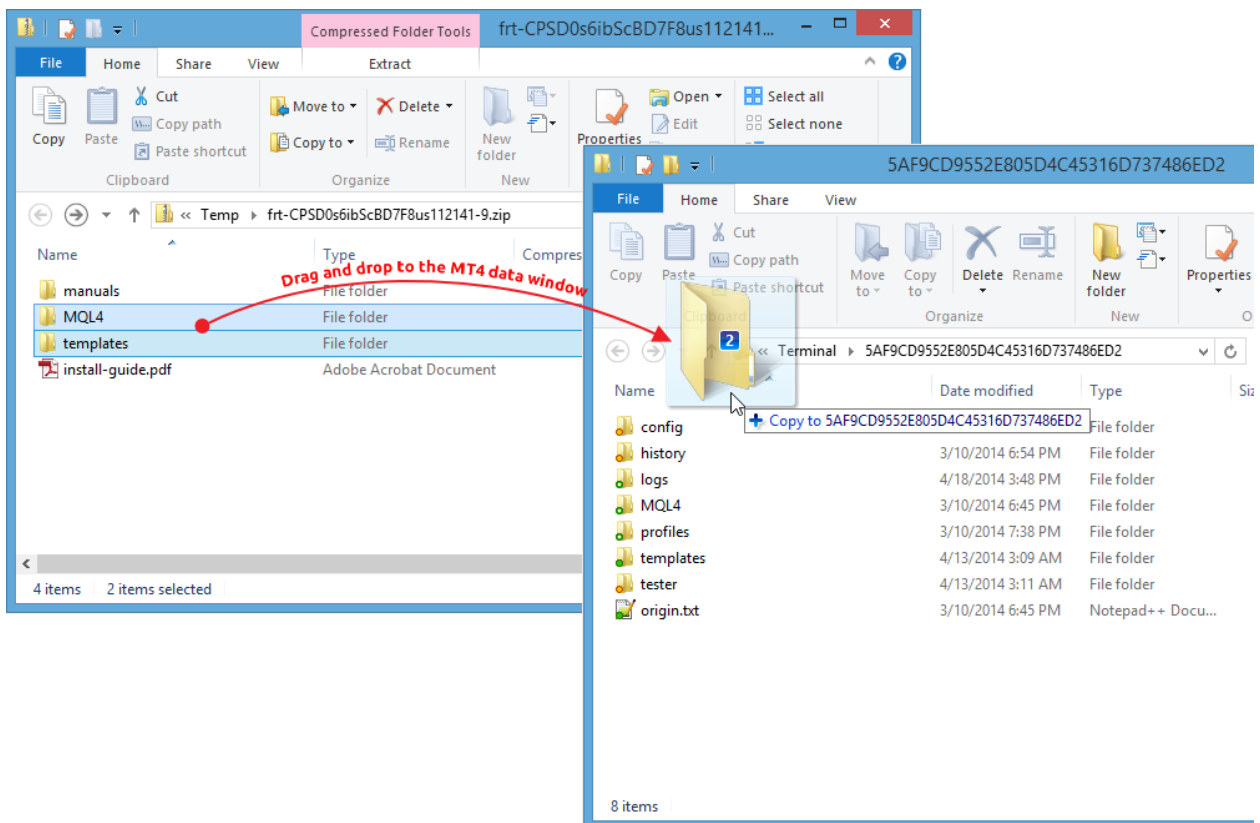 Compressed Folder Tools
frt-CPSD0s6ibScBD7F8us112141...
File Home Share View Extract
Copy
Paste
Cut
Copy path
Paste shortcut
Clipboard
Move to
Copy to
Delete
Rename
Organize
New folder
New
Properties
Open
Edit
Select all
Select none
« Temp frt-CPSD0s6ibScBD7F8us112141-9.zip
Name Type Compres
manuals File folder
MQL4 File folder
templates File folder
install-guide.pdf Adobe Acrobat Document
4 items 2 items selected
Drag and drop to the MT4 data window
5AF9CD9552E805D4C45316D737486ED2
File Home Share View
Copy
Paste
Cut
Copy path
Paste shortcut
Clipboard
Move to
Copy to
Delete
Rename
Organize
New folder
New
Properties
O
2
« Terminal 5AF9CD9552E805D4C45316D737486ED2
Name Date modified Type Siz
Copy to 5AF9CD9552E805D4C45316D737486ED2
config File folder
history 3/10/2014 6:54 PM File folder
logs 4/18/2014 3:48 PM File folder
MQL4 3/10/2014 6:45 PM File folder
profiles 3/10/2014 7:38 PM File folder
templates 4/13/2014 3:09 AM File folder
tester 4/13/2014 3:11 AM File folder
origin.txt 3/10/2014 6:45 PM Notepad++ Docu...
8 items